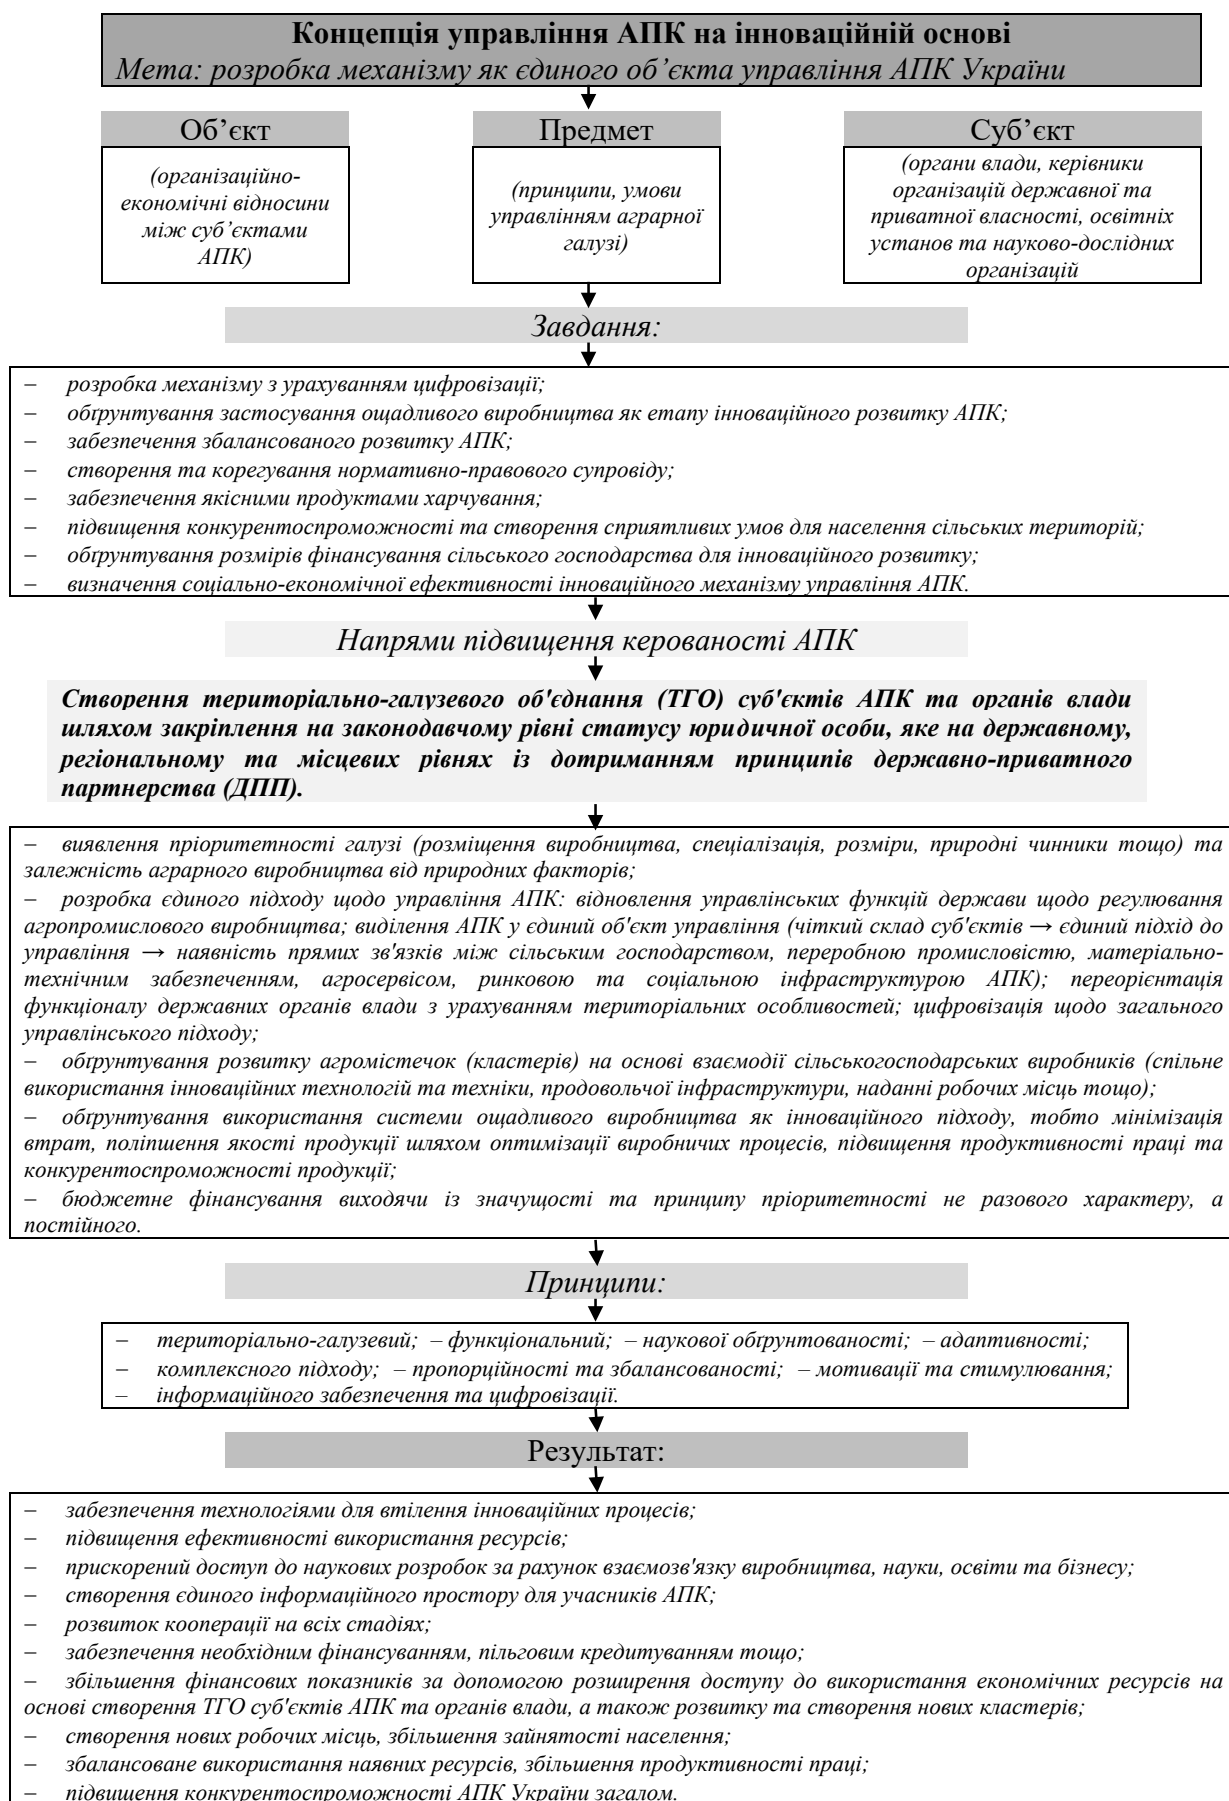 Концепція управління АПК на інноваційній основі
Мета: розробка механізму як єдиного об’єкта управління АПК України
Об’єкт
(організаційно-
економічні відносини
між суб’єктами
АПК)
Предмет
(принципи, умови
управлінням аграрної
галузі)
Суб’єкт
(органи влади, керівники
організацій державної та
приватної власності, освітніх
установ та науково-дослідних
організацій
Завдання:
– розробка механізму з урахуванням цифровізації;
– обґрунтування застосування ощадливого виробництва як етапу інноваційного розвитку АПК;
– забезпечення збалансованого розвитку АПК;
– створення та корегування нормативно-правового супровіду;
– забезпечення якісними продуктами харчування;
– підвищення конкурентоспроможності та створення сприятливих умов для населення сільських територій;
– обґрунтування розмірів фінансування сільського господарства для інноваційного розвитку;
– визначення соціально-економічної ефективності інноваційного механізму управління АПК.
Напрями підвищення керованості АПК
Створення територіально-галузевого об'єднання (ТГО) суб'єктів АПК та органів влади
шляхом закріплення на законодавчому рівні статусу юридичної особи, яке на державному,
регіональному та місцевих рівнях із дотриманням принципів державно-приватного
партнерства (ДПП).
– виявлення пріоритетності галузі (розміщення виробництва, спеціалізація, розміри, природні чинники тощо) та
залежність аграрного виробництва від природних факторів;
– розробка єдиного підходу щодо управління АПК: відновлення управлінських функцій держави щодо регулювання
агропромислового виробництва; виділення АПК у єдиний об'єкт управління (чіткий склад суб'єктів → єдиний підхід до
управління → наявність прямих зв'язків між сільським господарством, переробною промисловістю, матеріально-
технічним забезпеченням, агросервісом, ринковою та соціальною інфраструктурою АПК); переорієнтація
функціоналу державних органів влади з урахуванням територіальних особливостей; цифровізація щодо загального
управлінського підходу;
– обґрунтування розвитку агромістечок (кластерів) на основі взаємодії сільськогосподарських виробників (спільне
використання інноваційних технологій та техніки, продовольчої інфраструктури, наданні робочих місць тощо);
– обґрунтування використання системи ощадливого виробництва як інноваційного підходу, тобто мінімізація
втрат, поліпшення якості продукції шляхом оптимізації виробничих процесів, підвищення продуктивності праці та
конкурентоспроможності продукції;
– бюджетне фінансування виходячи із значущості та принципу пріоритетності не разового характеру, а
постійного.
Принципи:
– територіально-галузевий; – функціональний; – наукової обґрунтованості; – адаптивності;
– комплексного підходу; – пропорційності та збалансованості; – мотивації та стимулювання;
– інформаційного забезпечення та цифровізації.
Результат:
– забезпечення технологіями для втілення інноваційних процесів;
– підвищення ефективності використання ресурсів;
– прискорений доступ до наукових розробок за рахунок взаємозв'язку виробництва, науки, освіти та бізнесу;
– створення єдиного інформаційного простору для учасників АПК;
– розвиток кооперації на всіх стадіях;
– забезпечення необхідним фінансуванням, пільговим кредитуванням тощо;
– збільшення фінансових показників за допомогою розширення доступу до використання економічних ресурсів на
основі створення ТГО суб'єктів АПК та органів влади, а також розвитку та створення нових кластерів;
– створення нових робочих місць, збільшення зайнятості населення;
– збалансоване використання наявних ресурсів, збільшення продуктивності праці;
– підвищення конкурентоспроможності АПК України загалом.